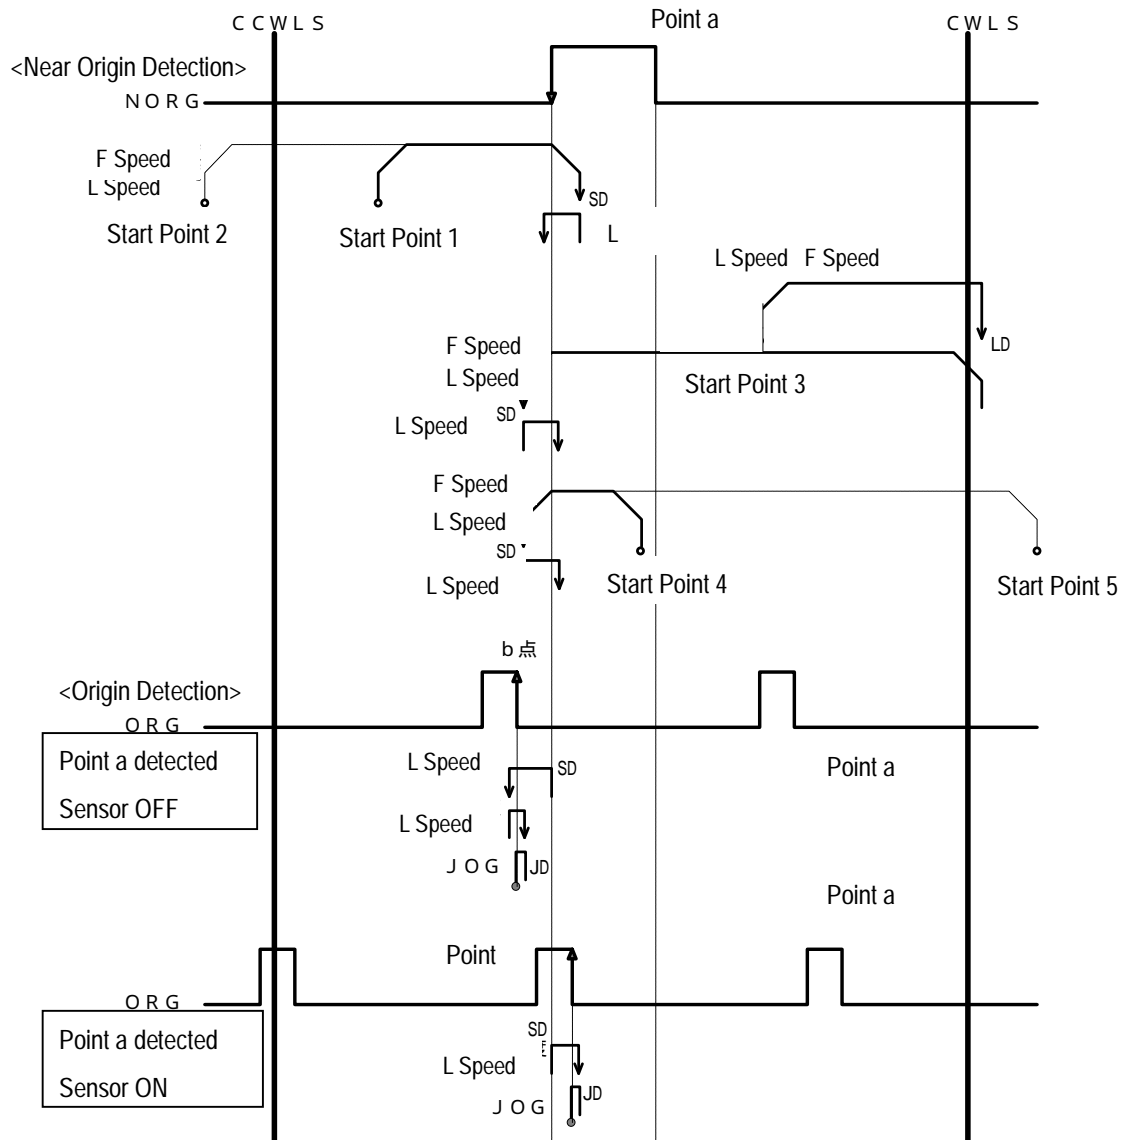 CCWLS
Point a
CWLS
<Near Origin Detection>
NORG
F Speed
L Speed
SD
Start Point 2
Start Point 1
L
L Speed
F Speed
LD
F Speed
L Speed
Start Point 3
SD
L Speed
F Speed
L Speed
SD
L Speed
Start Point 4
Start Point 5
b点
<Origin Detection>
ORG
Point a detected
Sensor OFF
L Speed
SD
Point a
L Speed
JOG
JD
Point a
Point
ORG
Point a detected
Sensor ON
SD
L Speed
JD
JOG